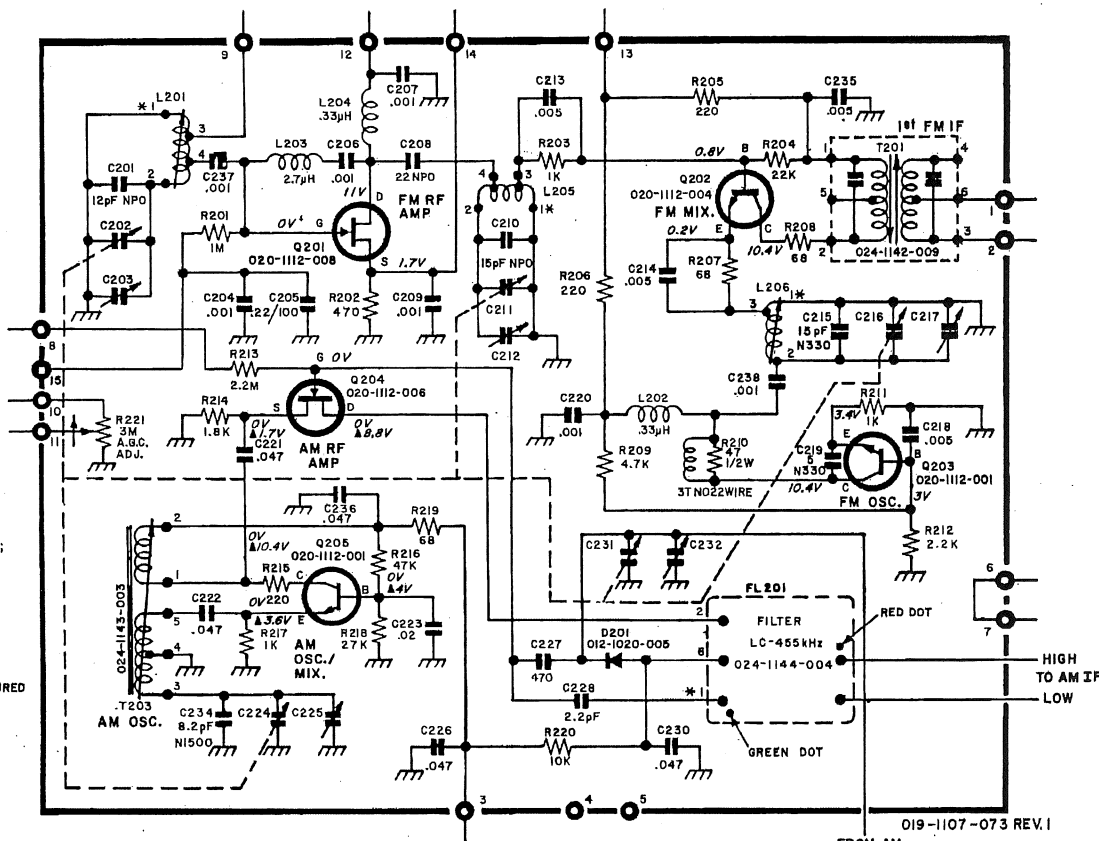 9
12
14
13
L201
* 1
3
4
2
C201
12pF NPO
C202
C203
C237
.001
L203
2.7µH
L204
.33µH
C207
.001
C206
.001
C208
22 NPO
11V
FM RF
AMP.
D
G
S
0V
Q201
020-1112-008
1.7V
R201
1M
C204
.001
C205
.22/100
R202
470
C209
.001
C213
.005
R203
1K
4
3
L205
2
1*
C210
15pF NPO
C211
C212
R205
220
C235
.005
0.8V
B
R204
22K
Q202
020-1112-004
FM MIX.
E
C
0.2V
10.4V
R208
68
C214
.005
R207
68
R206
220
1st FM IF
T201
1
5
2
4
6
3
024-1142-009
1
2
L206
3
1*
2
C215
15pF
N330
C216
C217
C238
.001
8
15
10
11
R213
2.2M
G 0V
Q204
020-1112-006
R214
1.8K
S
D
0V
▲1.7V
0V
▲8.8V
AM RF
AMP
C221
.047
R221
3M
A.G.C.
ADJ.
C220
.001
L202
.33µH
R209
4.7K
R210
47
1/2W
3T NO22WIRE
R211
1K
3.4V
C218
.005
C219
5
N330
E
B
C
10.4V
Q203
020-1112-001
FM OSC.
3V
R212
2.2K
C236
.047
R219
68
2
1
5
4
3
024-1143-003
T203
AM OSC.
0V
▲10.4V
Q205
020-1112-001
R215
220
C
B
E
R216
47K
0V
▲4V
C222
.047
0V
▲3.6V
R217
1K
AM
OSC./
MIX.
R218
27K
C223
.02
C234
8.2pF
N1500
C224
C225
C231
C232
FL201
2
FILTER
LC-455kHz
024-1144-004
8
*1
RED DOT
GREEN DOT
6
7
HIGH
TO AM IF
LOW
D201
012-1020-005
C227
470
C228
2.2pF
C226
.047
R220
10K
C230
.047
3
4
5
019-1107-073 REV.1
URED